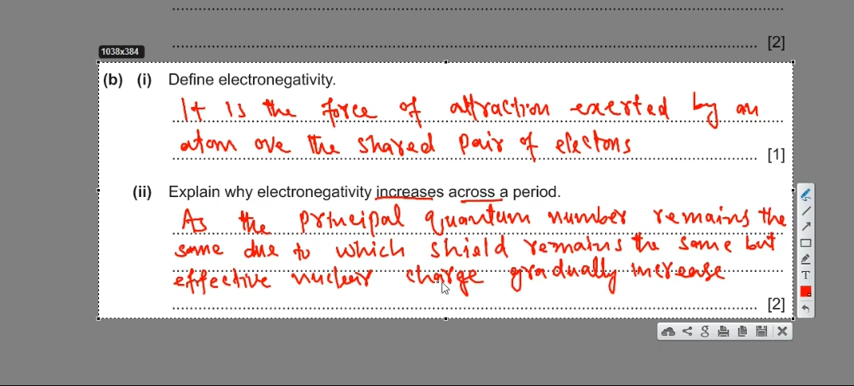 [2]
1038x384
(b) (i) Define electronegativity.
It is the force of attraction exerted by an
atom ove the shared pair of electons
[1]
(ii) Explain why electronegativity increases across a period.
As the principal quantum number remains the
same due to which shield remains the same but
effective nuclear charge gradually increase
[2]
T